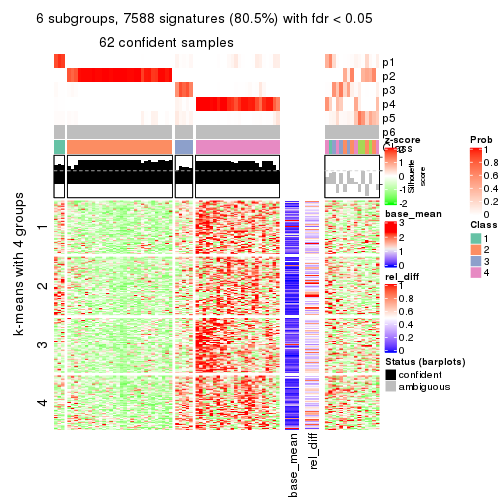 6 subgroups, 7588 signatures (80.5%) with fdr < 0.05
62 confident samples
p1
p2
p3
p4
p5
p6
Class
Silhouette
score
k-means with 4 groups
1
2
3
4
base_mean
rel_diff
z-score
2
1
0
-1
-2
base_mean
3
2
1
0
rel_diff
1
0.8
0.6
0.4
0.2
0
Status (barplots)
confident
ambiguous
Prob
1
0.8
0.6
0.4
0.2
0
Class
1
2
3
4